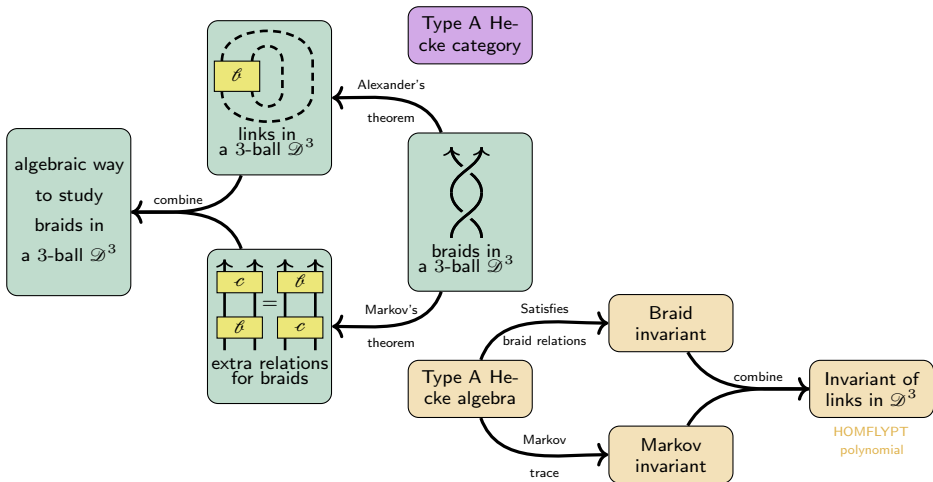 Type A He-
cke category
𝒷
links in
a 3-ball 𝒟³
Alexander's
theorem
algebraic way
to study
braids in
a 3-ball 𝒟³
combine
braids in
a 3-ball 𝒟³
𝒸 𝒷
=
𝒷 𝒸
extra relations
for braids
Markov's
theorem
Satisfies
braid relations
Braid
invariant
Type A He-
cke algebra
combine
Invariant of
links in 𝒟³
HOMFLYPT
polynomial
Markov
trace
Markov
invariant